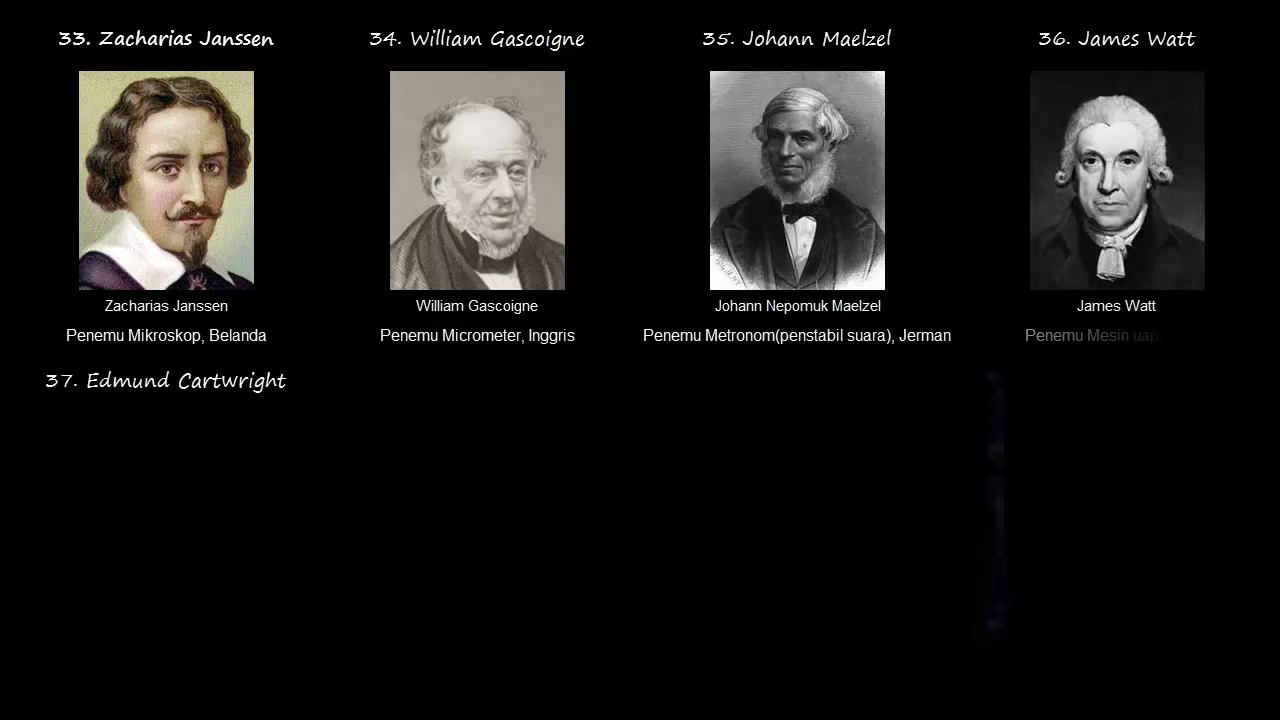 33. Zacharias Janssen
34. William Gascoigne
35. Johann Maelzel
36. James Watt
Zacharias Janssen
William Gascoigne
Johann Nepomuk Maelzel
James Watt
Penemu Mikroskop, Belanda
Penemu Micrometer, Inggris
Penemu Metronom(penstabil suara), Jerman
Penemu Mesin uap,
37. Edmund Cartwright